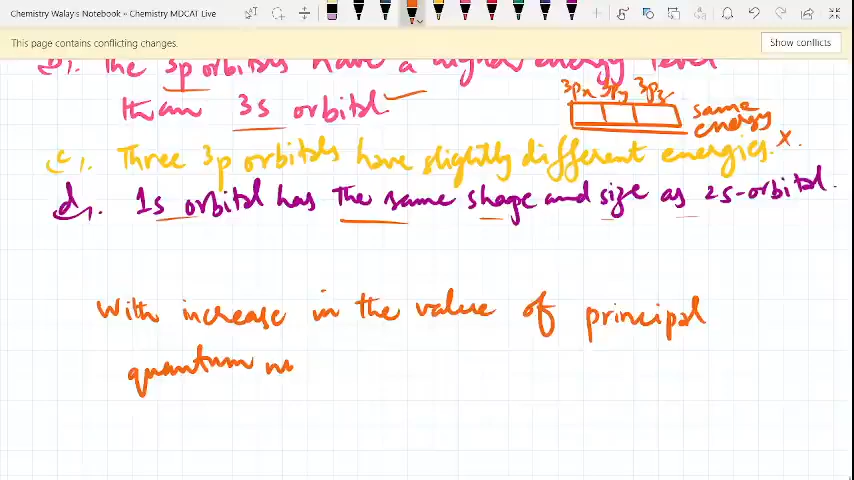 Chemistry Walay's Notebook » Chemistry MDCAT Live
This page contains conflicting changes.
Show conflicts
b). The 3p orbitals have a higher energy level
than 3s orbital
3px 3py 3pz
same
energy
c). Three 3p orbitals have slightly different energies. x.
d). 1s orbital has the same shape and size as 2s-orbital.
With increase in the value of principal
quantum